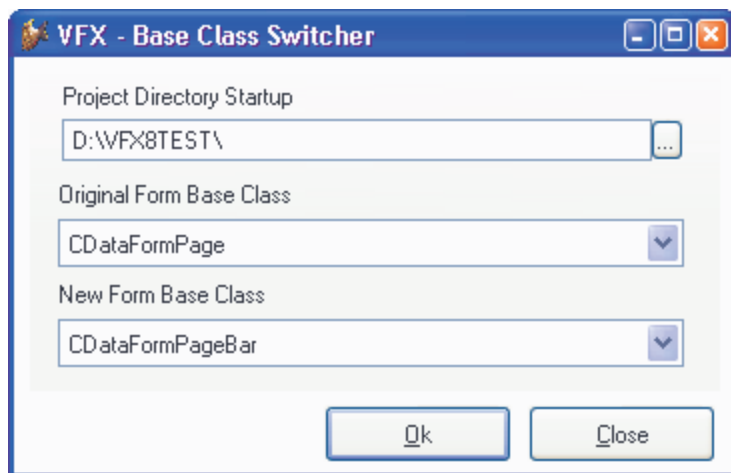 VFX - Base Class Switcher
Project Directory Startup
D:\VFX8TEST\
...
Original Form Base Class
CDataFormPage
New Form Base Class
CDataFormPageBar
Ok
Close